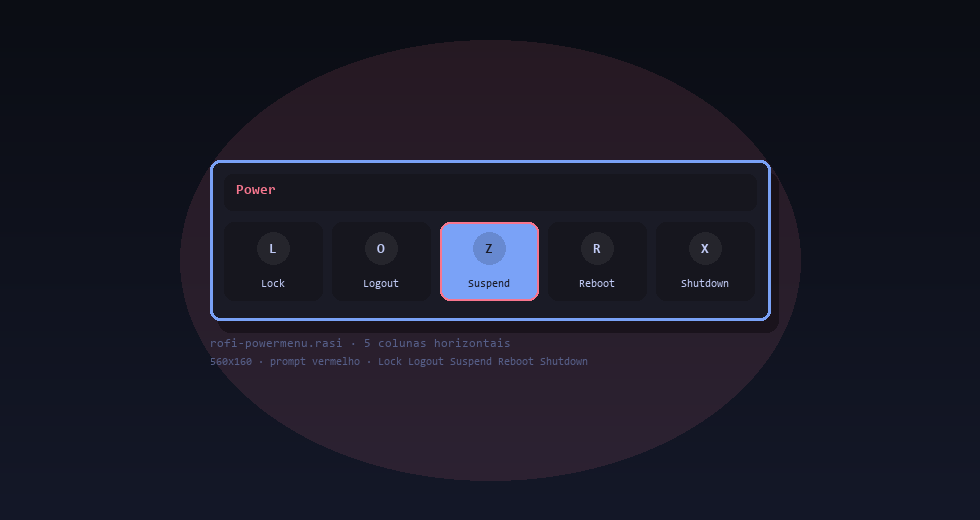 Power
L O Z R X
Lock Logout Suspend Reboot Shutdown
rofi-powermenu.rasi · 5 colunas horizontais
560x160 · prompt vermelho · Lock Logout Suspend Reboot Shutdown